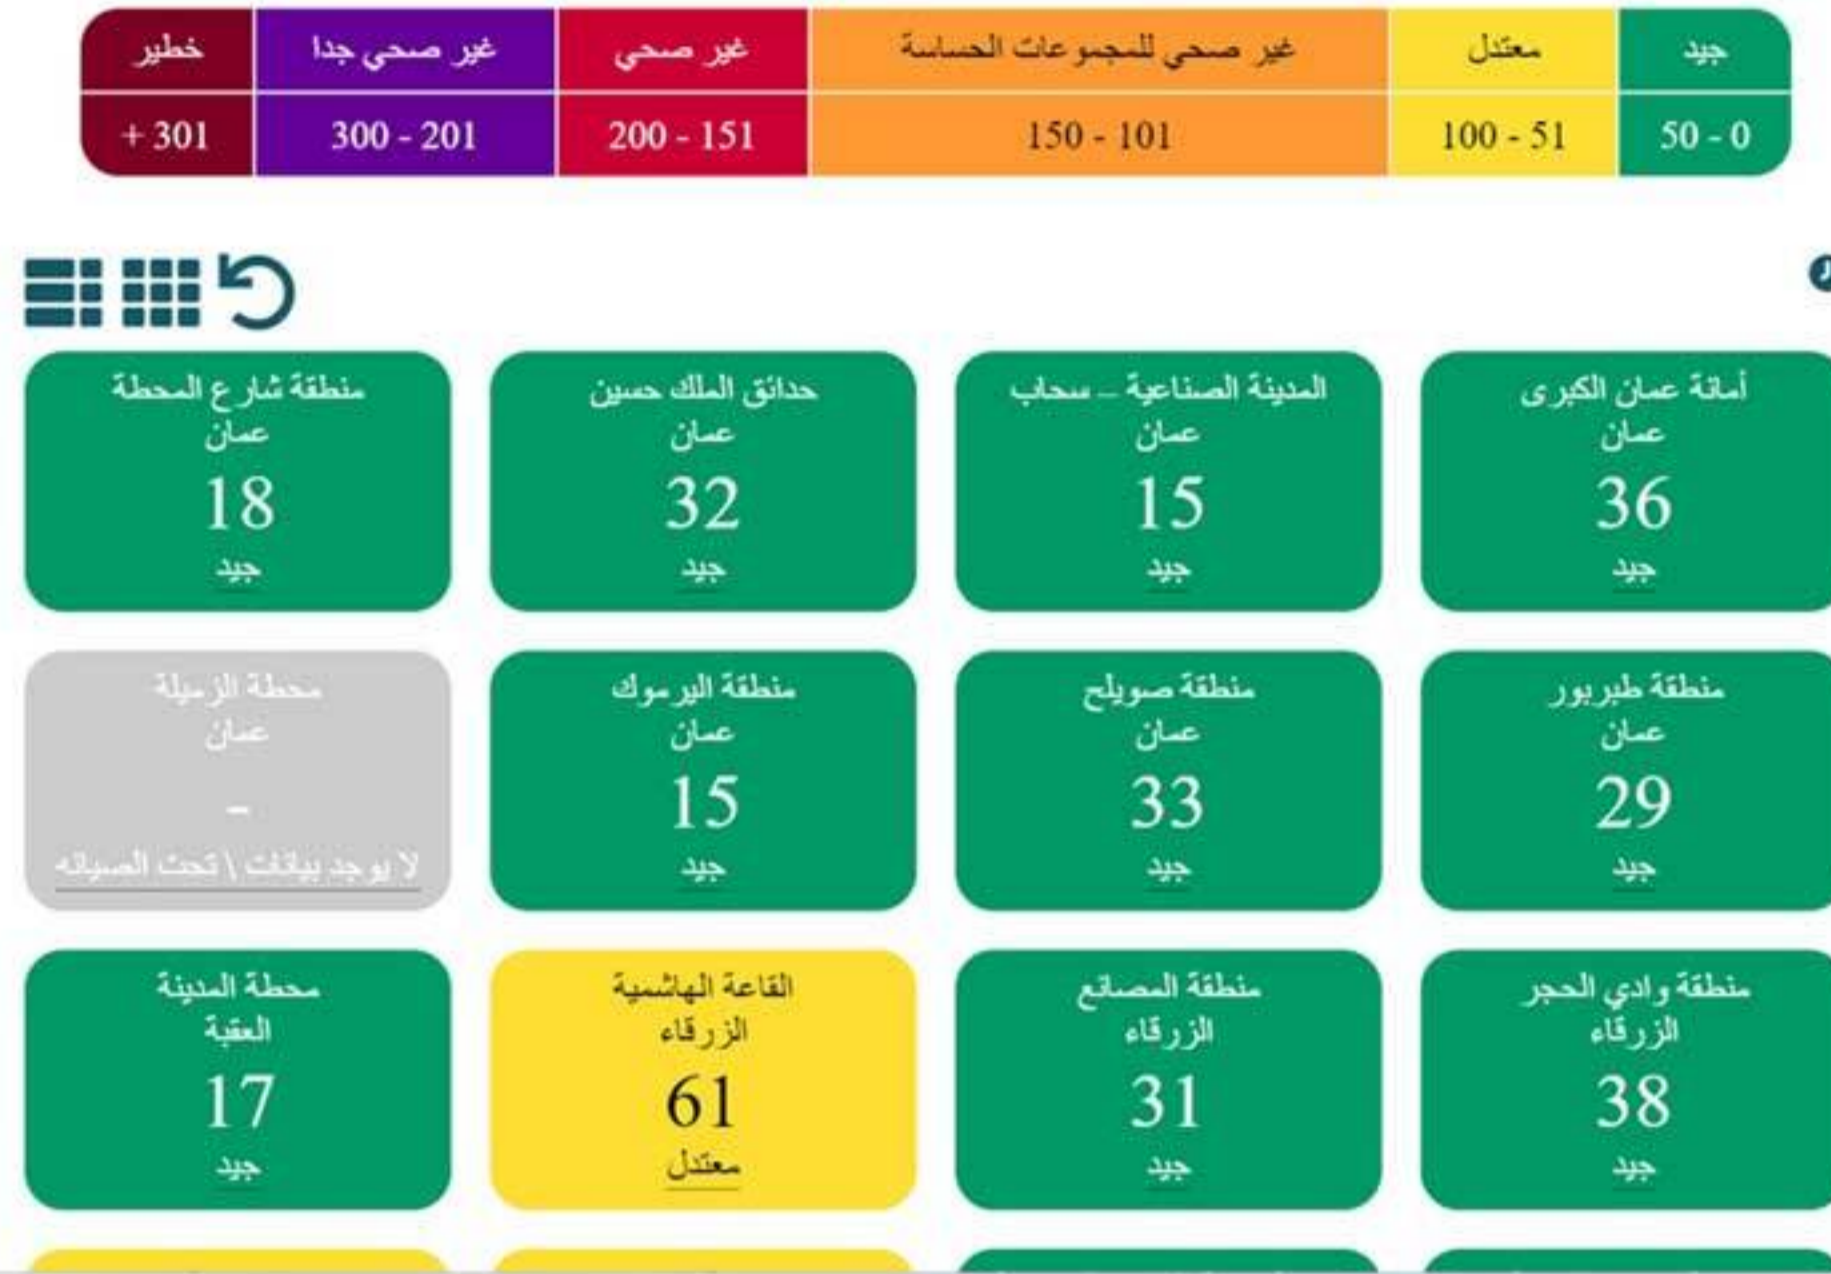 جيد
معتدل
غير صحي للمجموعات الحساسة
غير صحي
غير صحي جدا
خطير
50 - 0
100 - 51
150 - 101
200 - 151
300 - 201
+ 301
أمانة عمان الكبرى
عمان
36
جيد
المدينة الصناعية – سحاب
عمان
15
جيد
حدائق الملك حسين
عمان
32
جيد
منطقة شارع المحطة
عمان
18
جيد
منطقة طبربور
عمان
29
جيد
منطقة صويلح
عمان
33
جيد
منطقة اليرموك
عمان
15
جيد
محطة الزميلة
عمان
-
لا يوجد بيانات \ تحت الصيانه
منطقة وادي الحجر
الزرقاء
38
جيد
منطقة المصانع
الزرقاء
31
جيد
القاعة الهاشمية
الزرقاء
61
معتدل
محطة المدينة
العقبة
17
جيد